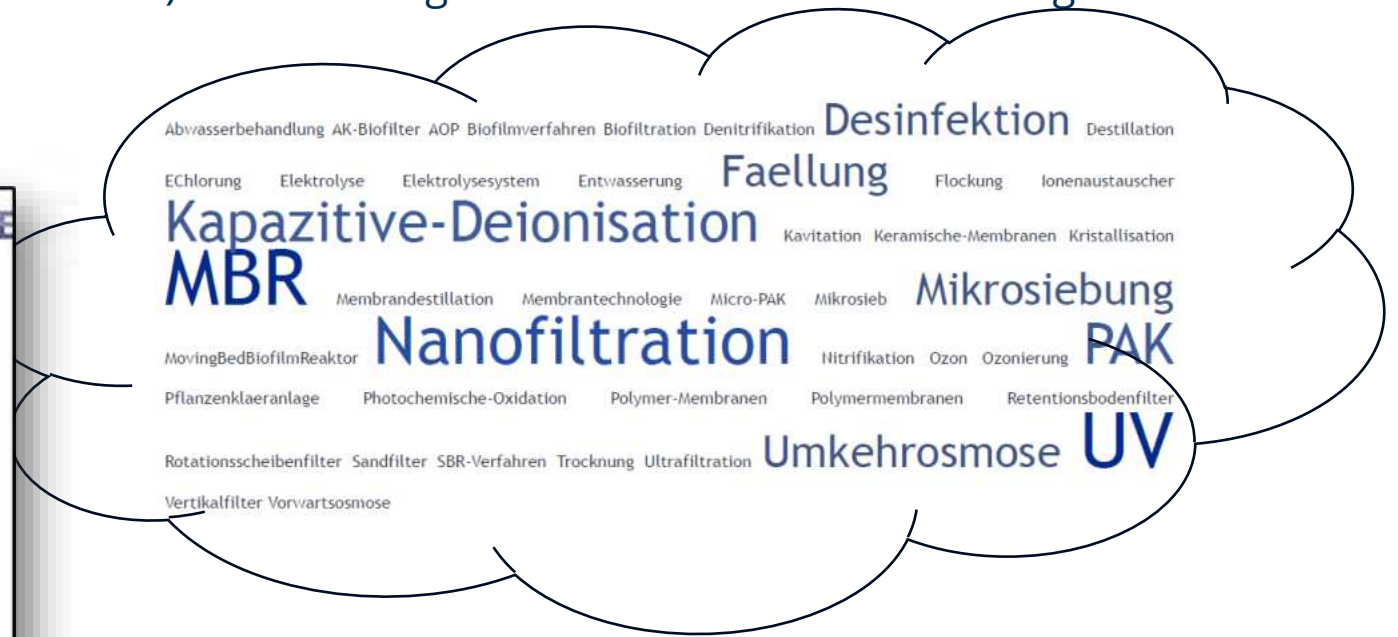 Abwasserbehandlung AK-Biofilter AOP Biofilmverfahren Biofiltration Denitrifikation Desinfektion Destillation
EChlorung Elektrolyse Elektrolysesystem Entwasserung Faellung Flockung Ionenaustauscher
Kapazitive-Deionisation Kavitation Keramische-Membranen Kristallisation
MBR Membrandestillation Membrantechnologie Micro-PAK Mikrosieb Mikrosiebung
MovingBedBiofilmReaktor Nanofiltration Nitrifikation Ozon Ozonierung PAK
Pflanzenklaeranlage Photochemische-Oxidation Polymer-Membranen Polymermembranen Retentionsbodenfilter
Rotationsscheibenfilter Sandfilter SBR-Verfahren Trocknung Ultrafiltration Umkehrosmose UV
Vertikalfilter Vorwartsosmose